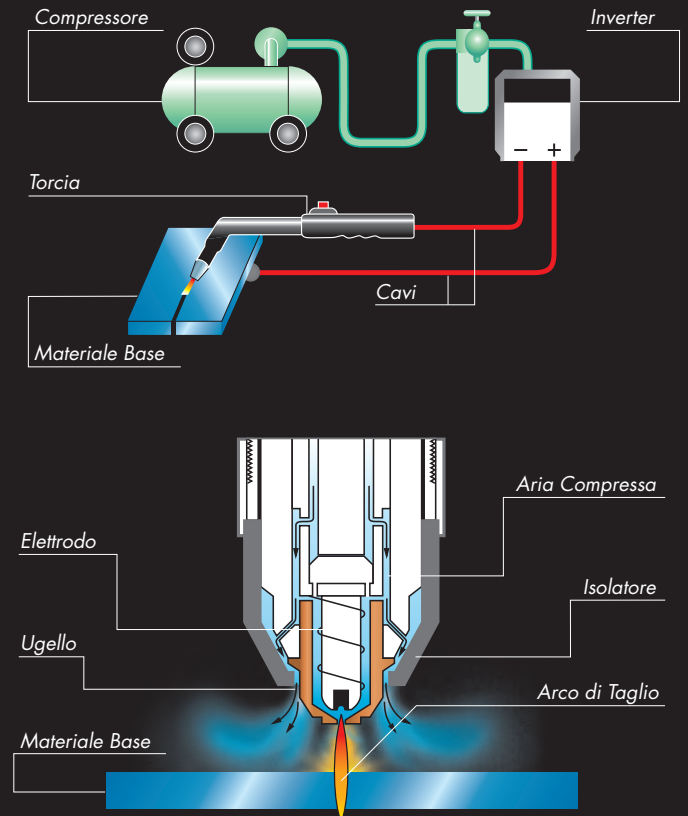 Compressore
Inverter
− +
Torcia
Cavi
Materiale Base
Aria Compressa
Elettrodo
Isolatore
Ugello
Arco di Taglio
Materiale Base